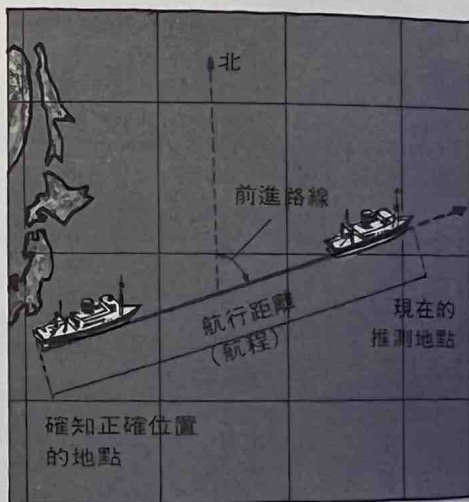 北
前進路線
航行距離
(航程)
現在的
推測地點
確知正確位置
的地點